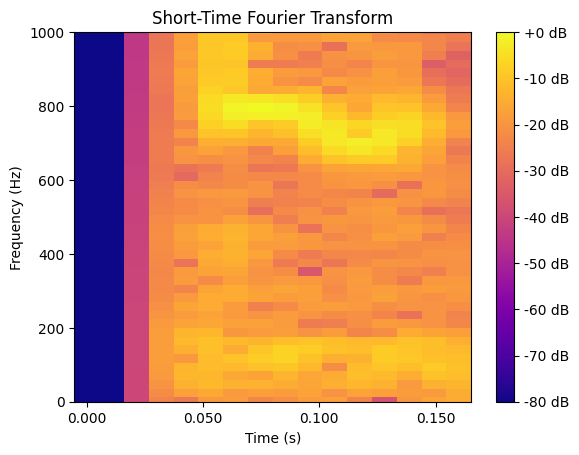 Short-Time Fourier Transform
Frequency (Hz)
1000
800
600
400
200
0
0.000
0.050
0.100
0.150
Time (s)
+0 dB
-10 dB
-20 dB
-30 dB
-40 dB
-50 dB
-60 dB
-70 dB
-80 dB